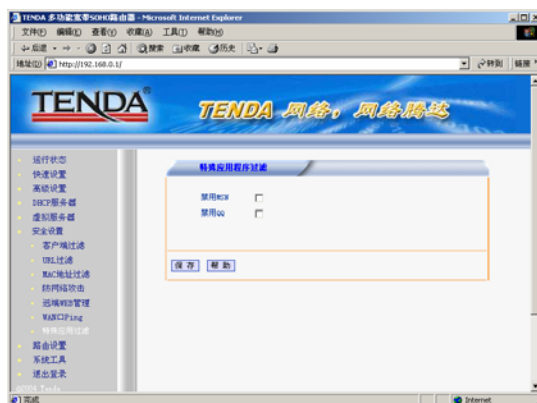 TENDA 多功能宽带SOHO路由器 - Microsoft Internet Explorer
文件(F) 编辑(E) 查看(V) 收藏(A) 工具(T) 帮助(H)
后退 搜索 收藏 历史
地址(D) http://192.168.0.1/ 转到 链接
TENDA®
TENDA 网络，网络腾达
运行状态
快速设置
高级设置
DHCP服务器
虚拟服务器
安全设置
客户端过滤
URL过滤
MAC地址过滤
防网络攻击
远端WEB管理
WAN口Ping
特殊应用过滤
路由设置
系统工具
退出登录
©2004 Tenda
特殊应用程序过滤
禁用MSN
禁用QQ
保存 帮助
完成 Internet